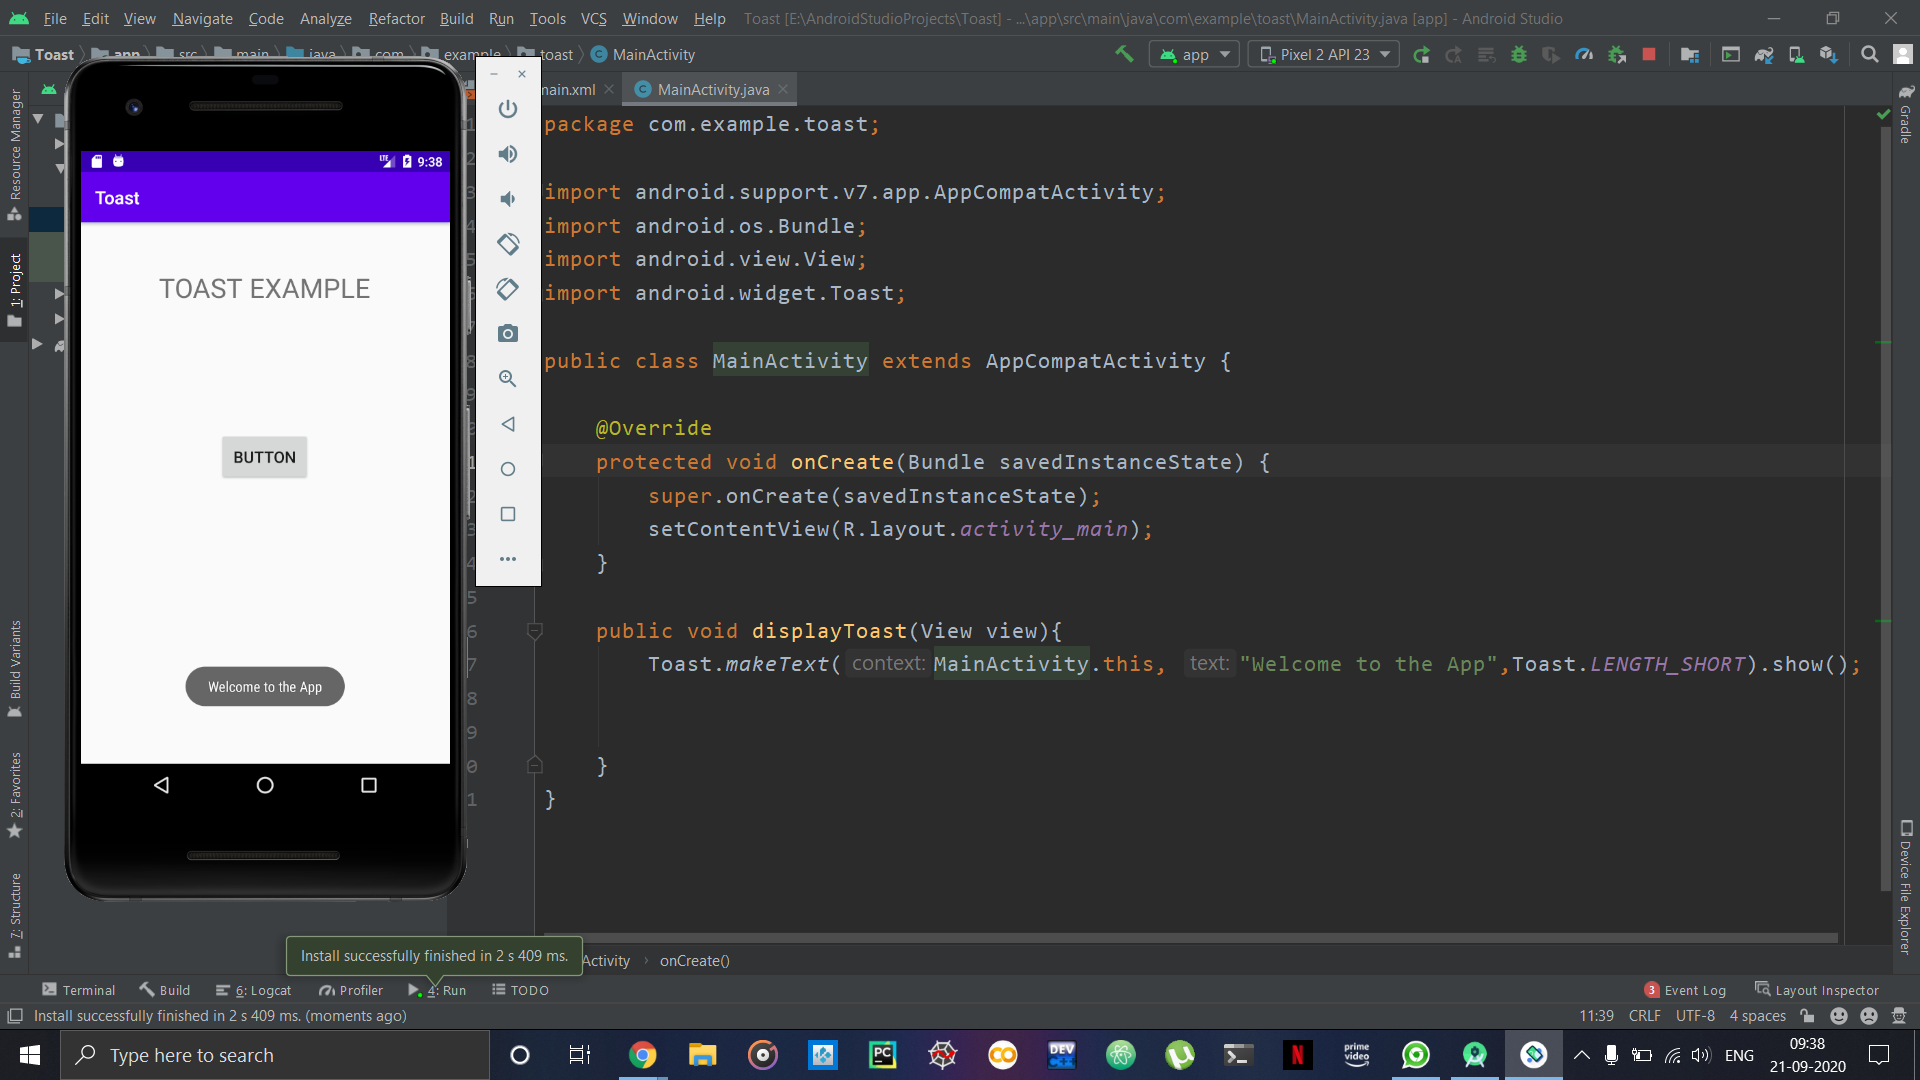 File Edit View Navigate Code Analyze Refactor Build Run Tools VCS Window Help Toast [E:\AndroidStudioProjects\Toast] - ...\app\src\main\java\com\example\toast\MainActivity.java [app] - Android Studio
Toast app src main java com example toast MainActivity app Pixel 2 API 23
main.xml MainActivity.java
Resource Manager
1: Project
Build Variants
2: Favorites
7: Structure
Gradle
Device File Explorer
LTE 9:38
Toast
TOAST EXAMPLE
BUTTON
Welcome to the App
package com.example.toast;
import android.support.v7.app.AppCompatActivity;
import android.os.Bundle;
import android.view.View;
import android.widget.Toast;
public class MainActivity extends AppCompatActivity {
@Override
protected void onCreate(Bundle savedInstanceState) {
super.onCreate(savedInstanceState);
setContentView(R.layout.activity_main);
}
public void displayToast(View view){
Toast.makeText( context: MainActivity.this, text: "Welcome to the App",Toast.LENGTH_SHORT).show();
}
}
Install successfully finished in 2 s 409 ms.
Activity › onCreate()
Terminal Build 6: Logcat Profiler 4: Run TODO 3 Event Log Layout Inspector
Install successfully finished in 2 s 409 ms. (moments ago) 11:39 CRLF UTF-8 4 spaces
Type here to search DEV C++ PC N prime video ENG
09:38
21-09-2020